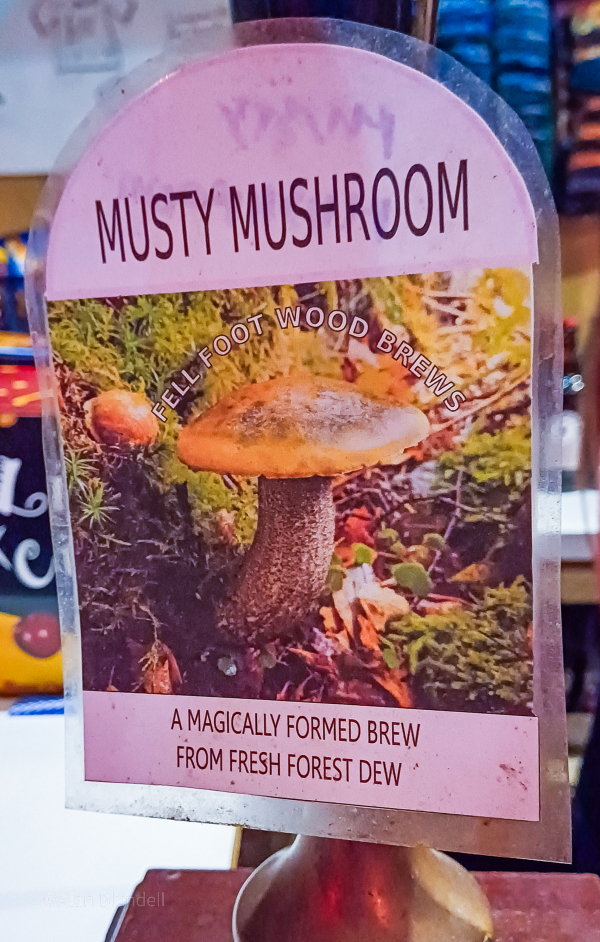 MUSTY MUSHROOM
FELL FOOT WOOD BREWS
A MAGICALLY FORMED BREW
FROM FRESH FOREST DEW